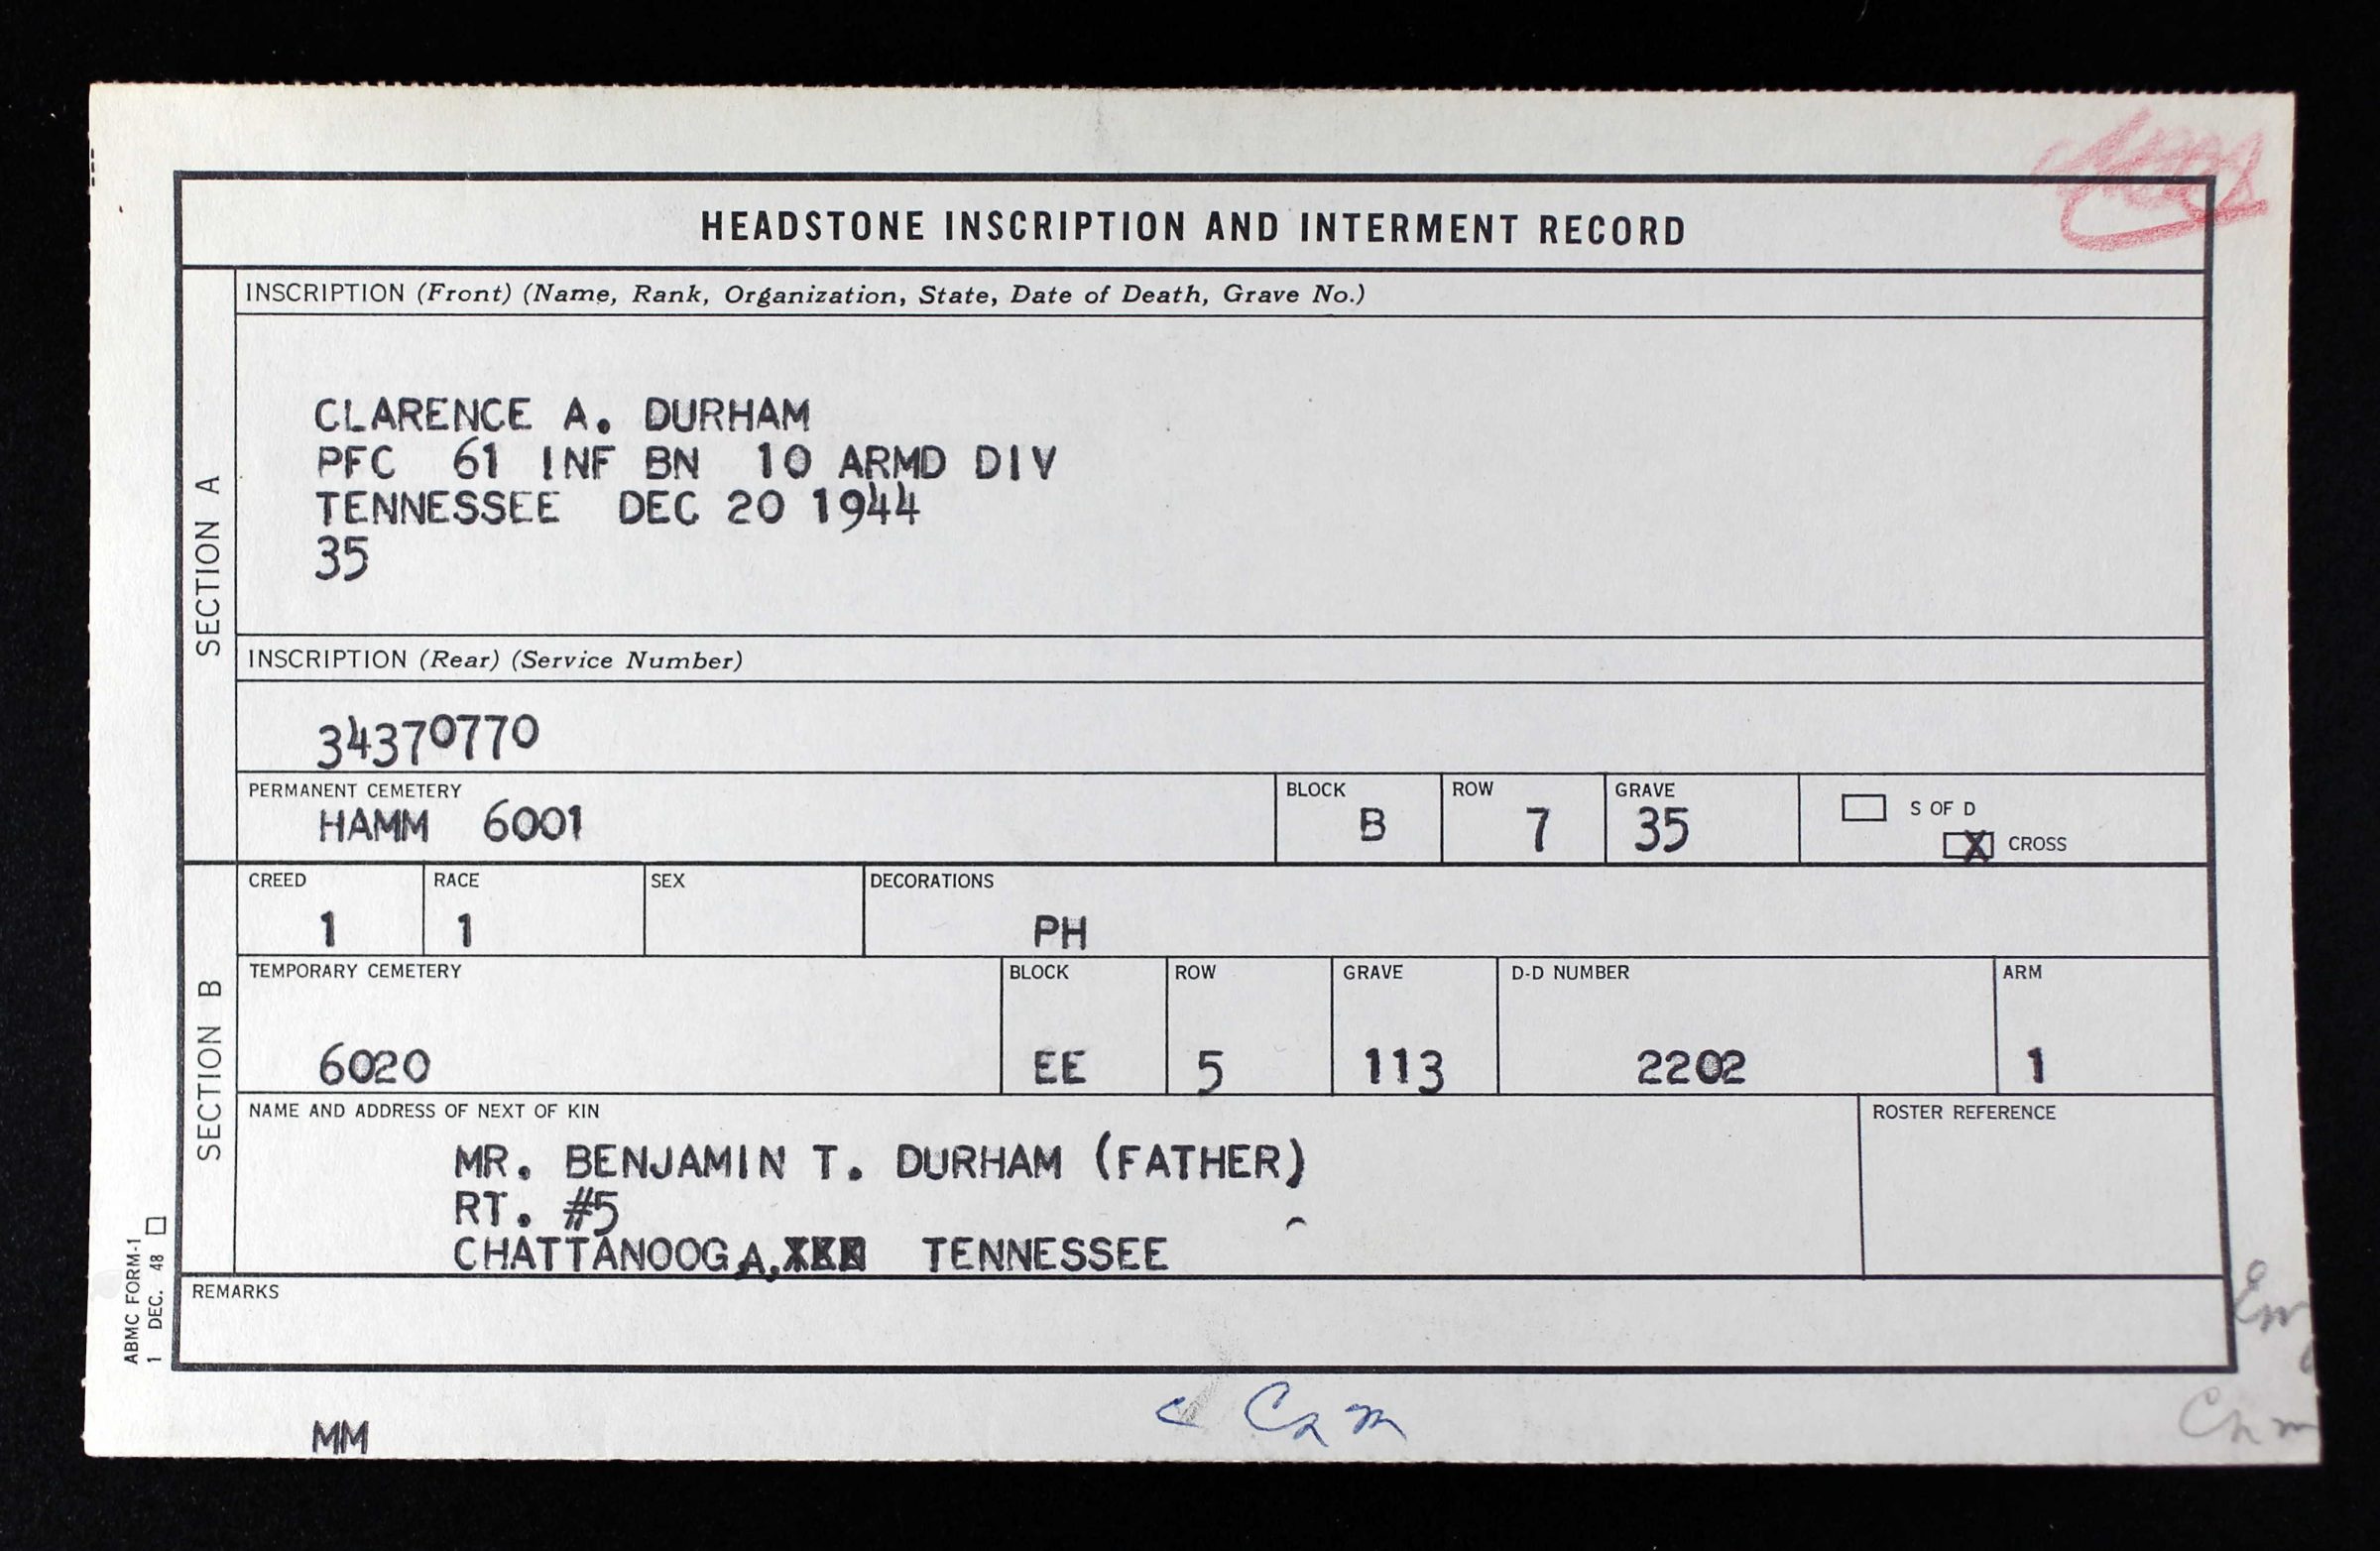 HEADSTONE INSCRIPTION AND INTERMENT RECORD
SECTION A
INSCRIPTION (Front) (Name, Rank, Organization, State, Date of Death, Grave No.)
CLARENCE A. DURHAM
PFC 61 INF BN 10 ARMD DIV
TENNESSEE DEC 20 1944
35
INSCRIPTION (Rear) (Service Number)
34370770
PERMANENT CEMETERY BLOCK ROW GRAVE
HAMM 6001 B 7 35
S OF D
X CROSS
SECTION B
CREED RACE SEX DECORATIONS
1 1 PH
TEMPORARY CEMETERY BLOCK ROW GRAVE D-D NUMBER ARM
6020 EE 5 113 2202 1
NAME AND ADDRESS OF NEXT OF KIN ROSTER REFERENCE
MR. BENJAMIN T. DURHAM (FATHER)
RT. #5
CHATTANOOGA, TENNESSEE
REMARKS
ABMC FORM-1
1 DEC. 48
MM